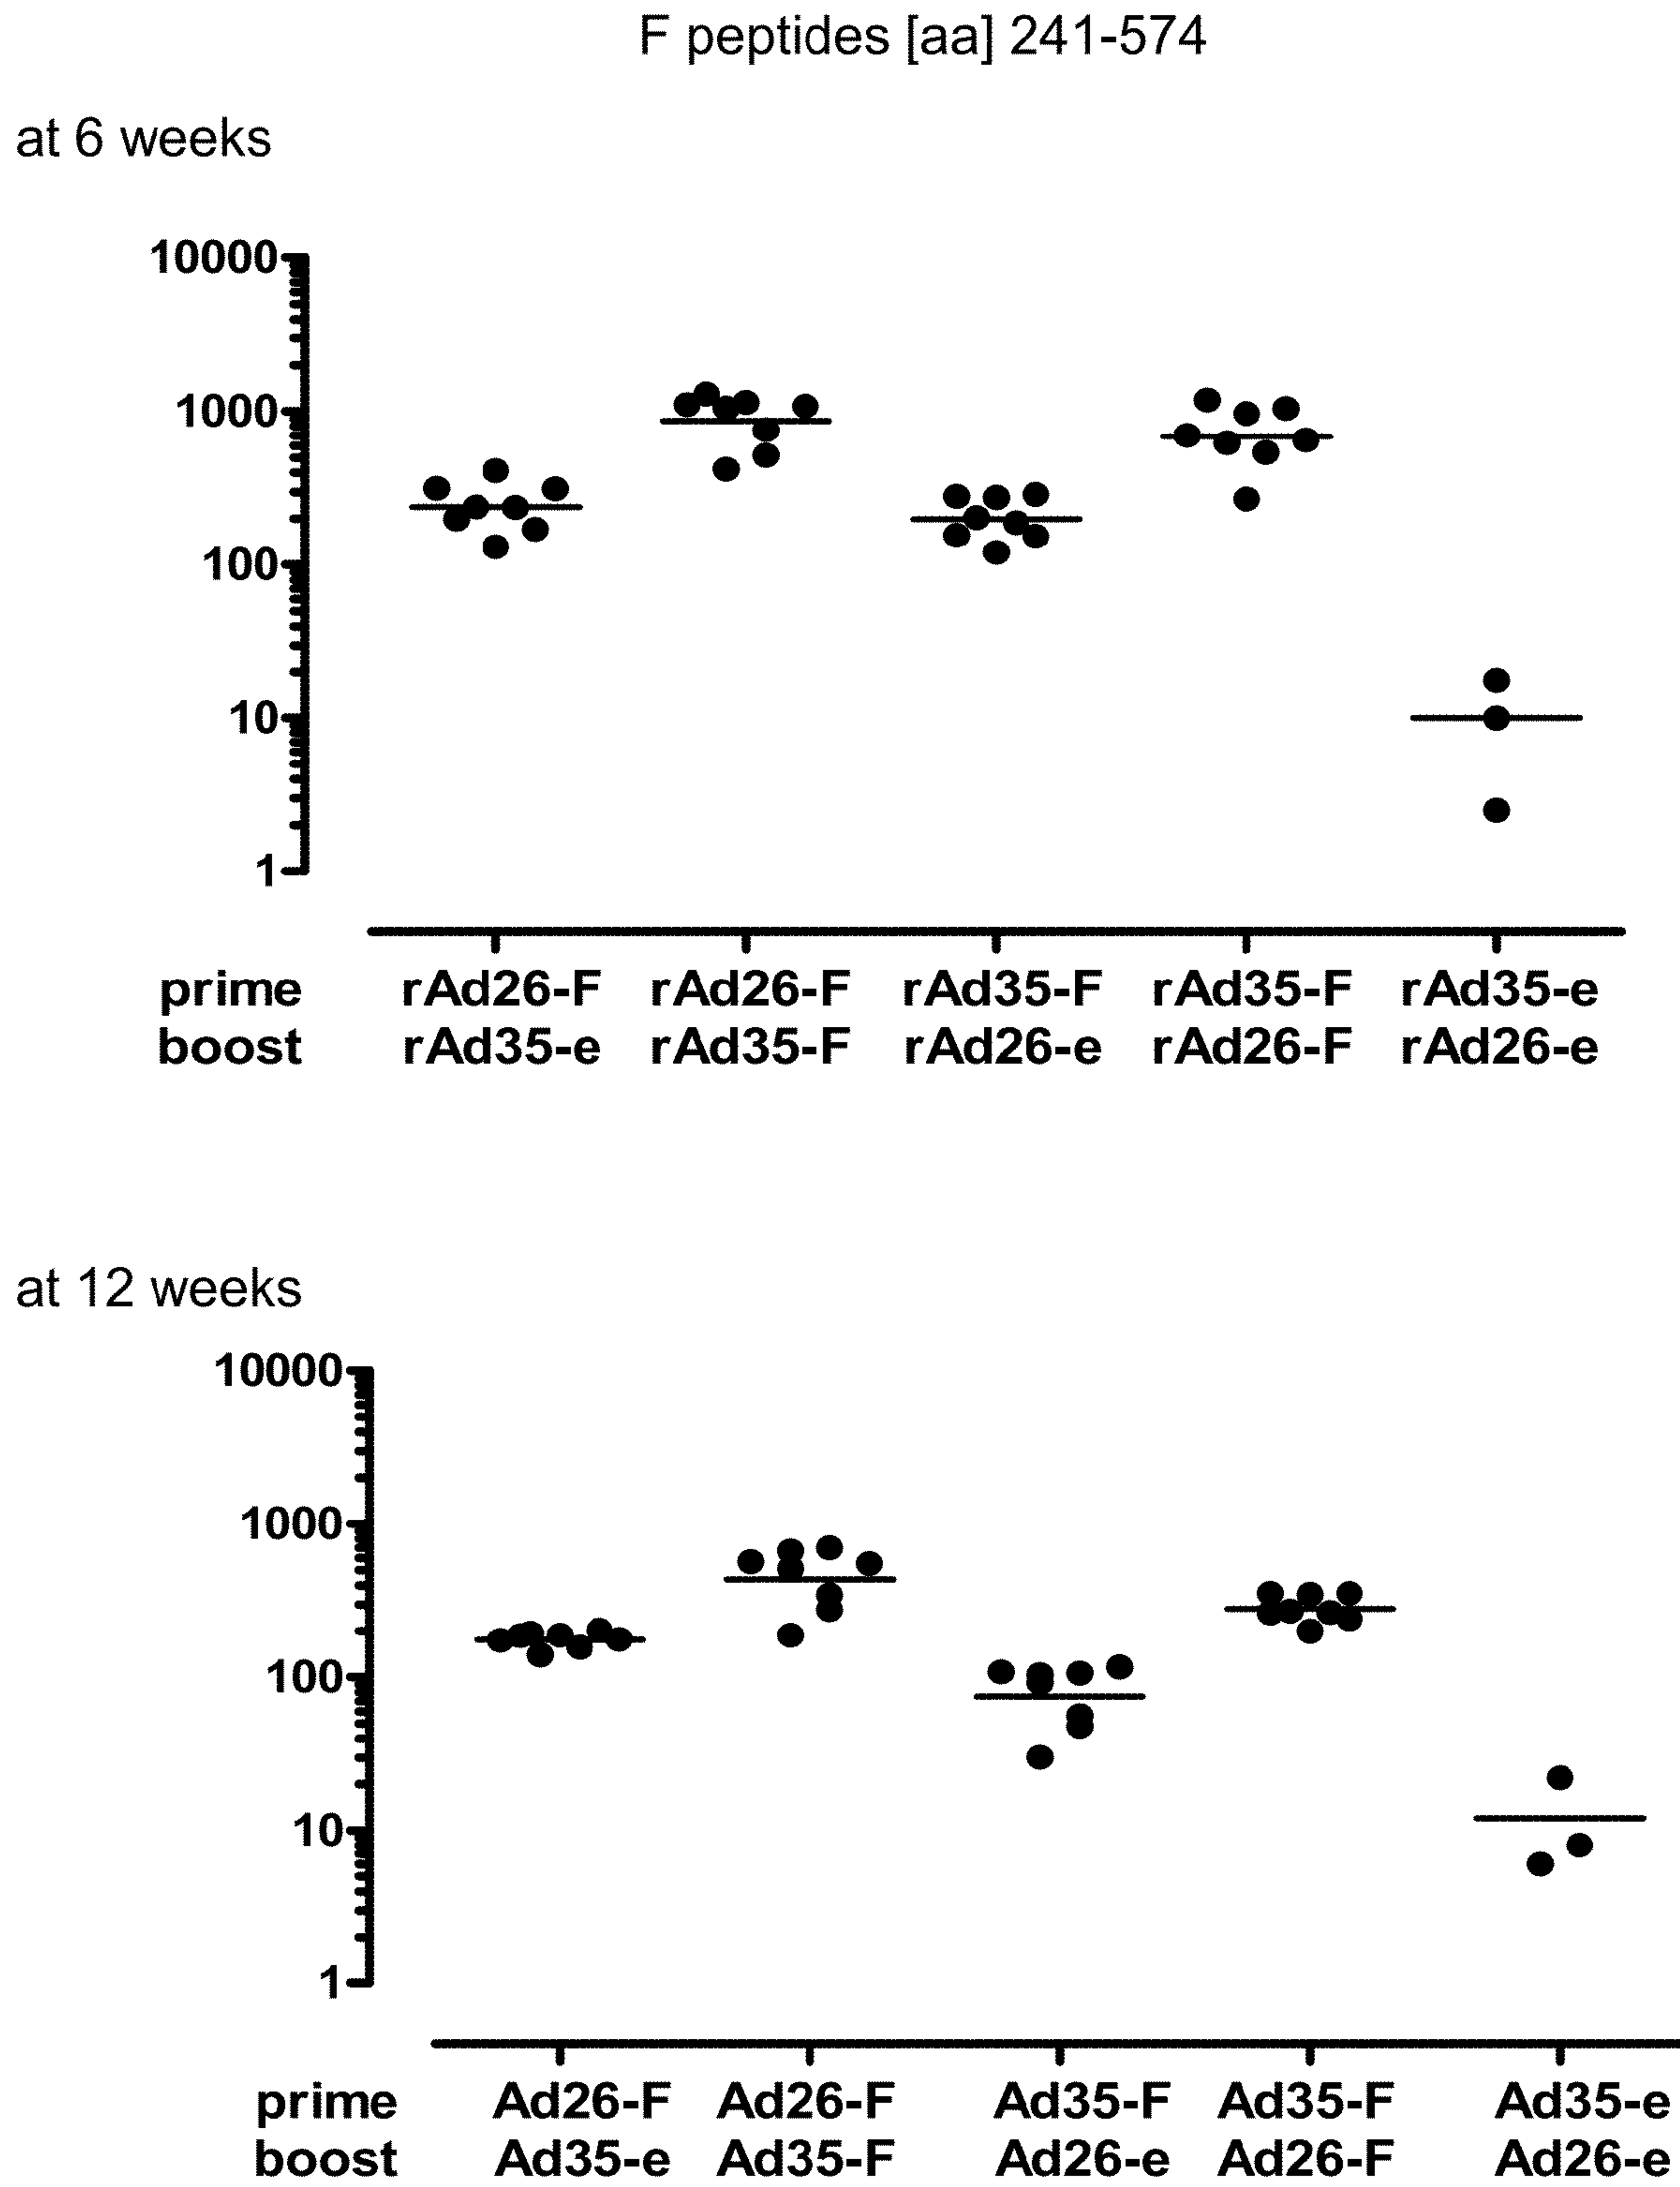 F peptides [aa] 241-574
at 6 weeks
10000
1000
100
10
1
prime rAd26-F rAd26-F rAd35-F rAd35-F rAd35-e
boost rAd35-e rAd35-F rAd26-e rAd26-F rAd26-e
at 12 weeks
10000
1000
100
10
1
prime Ad26-F Ad26-F Ad35-F Ad35-F Ad35-e
boost Ad35-e Ad35-F Ad26-e Ad26-F Ad26-e